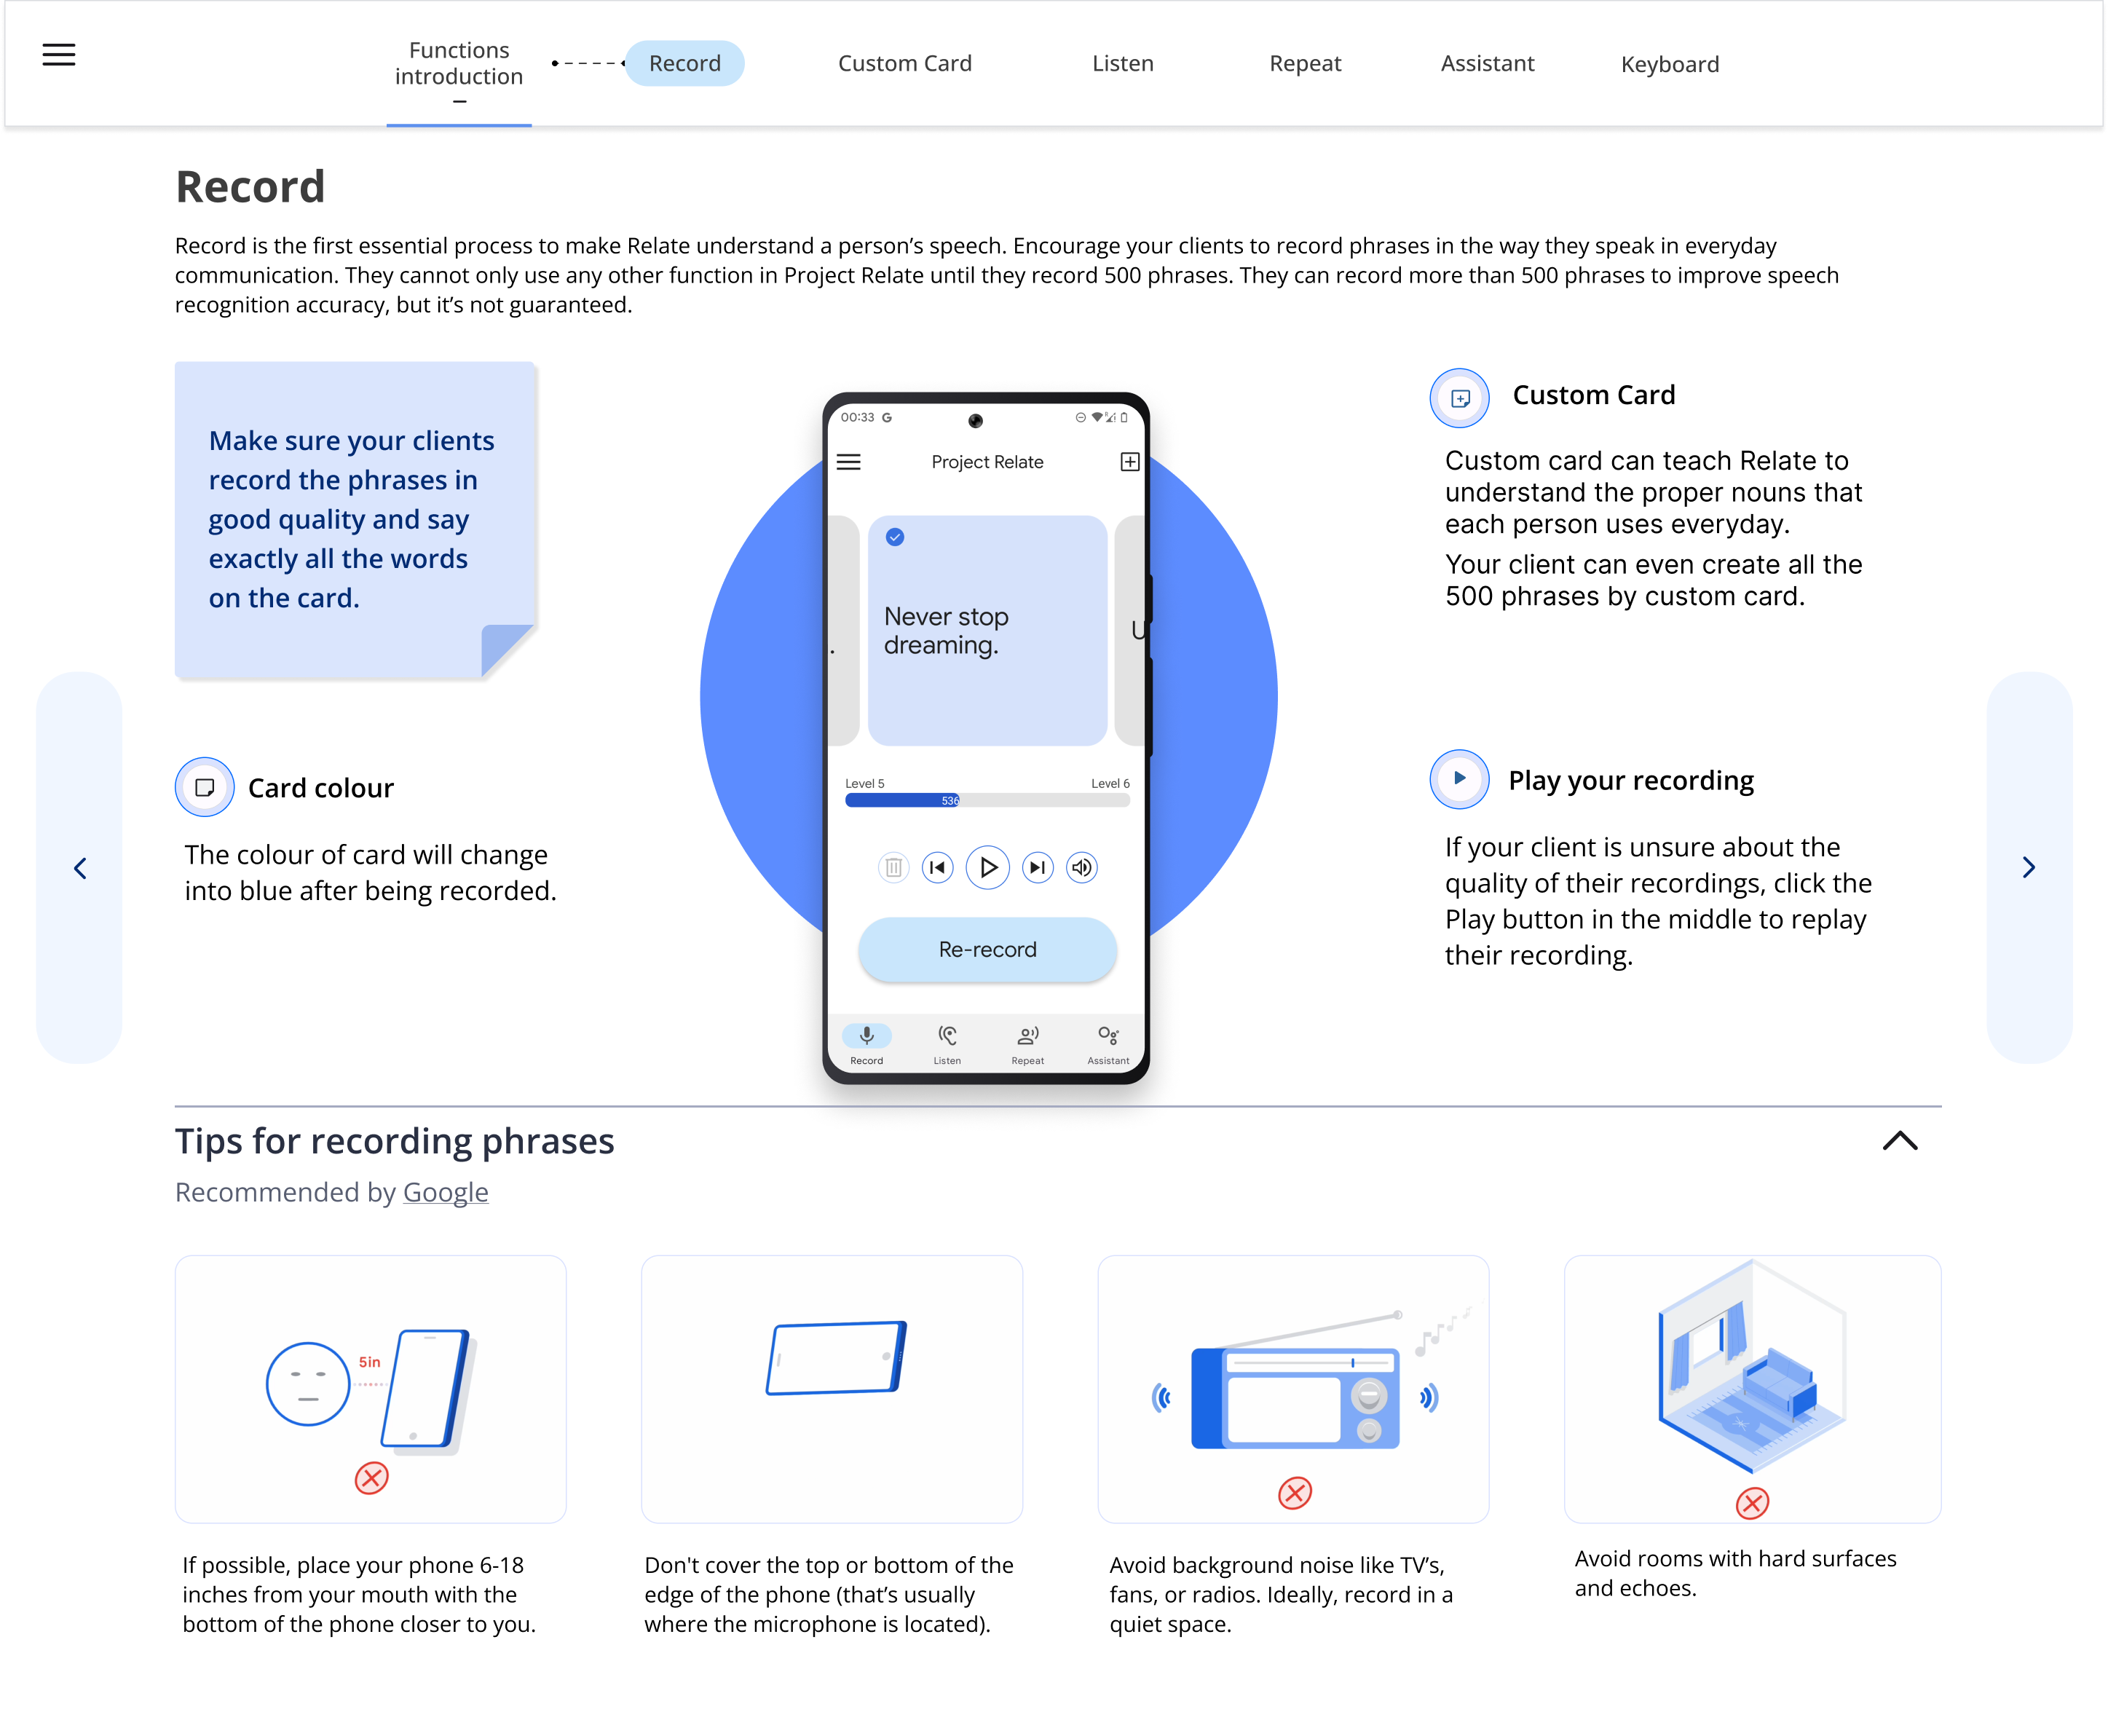 Functions
introduction
Record
Custom Card
Listen
Repeat
Assistant
Keyboard
Record
Record is the first essential process to make Relate understand a person’s speech. Encourage your clients to record phrases in the way they speak in everyday
communication. They cannot only use any other function in Project Relate until they record 500 phrases. They can record more than 500 phrases to improve speech
recognition accuracy, but it’s not guaranteed.
Make sure your clients
record the phrases in
good quality and say
exactly all the words
on the card.
Card colour
The colour of card will change
into blue after being recorded.
00:33 G
Project Relate
.
Never stop
dreaming.
U
Level 5
Level 6
536
Re-record
Record
Listen
Repeat
Assistant
Custom Card
Custom card can teach Relate to
understand the proper nouns that
each person uses everyday.
Your client can even create all the
500 phrases by custom card.
Play your recording
If your client is unsure about the
quality of their recordings, click the
Play button in the middle to replay
their recording.
Tips for recording phrases
Recommended by Google
5in
If possible, place your phone 6-18
inches from your mouth with the
bottom of the phone closer to you.
Don't cover the top or bottom of the
edge of the phone (that’s usually
where the microphone is located).
Avoid background noise like TV’s,
fans, or radios. Ideally, record in a
quiet space.
Avoid rooms with hard surfaces
and echoes.